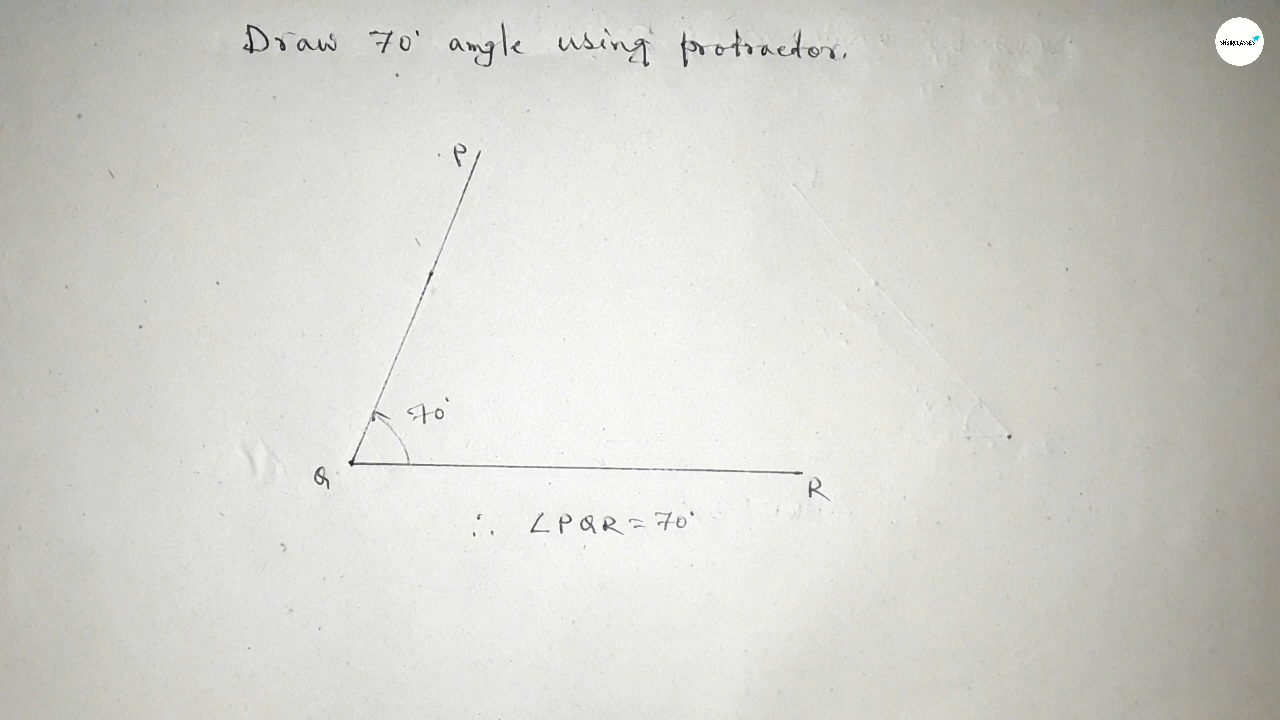 Draw 70° angle using protractor.
P
70°
Q
R
∴ ∠PQR = 70°